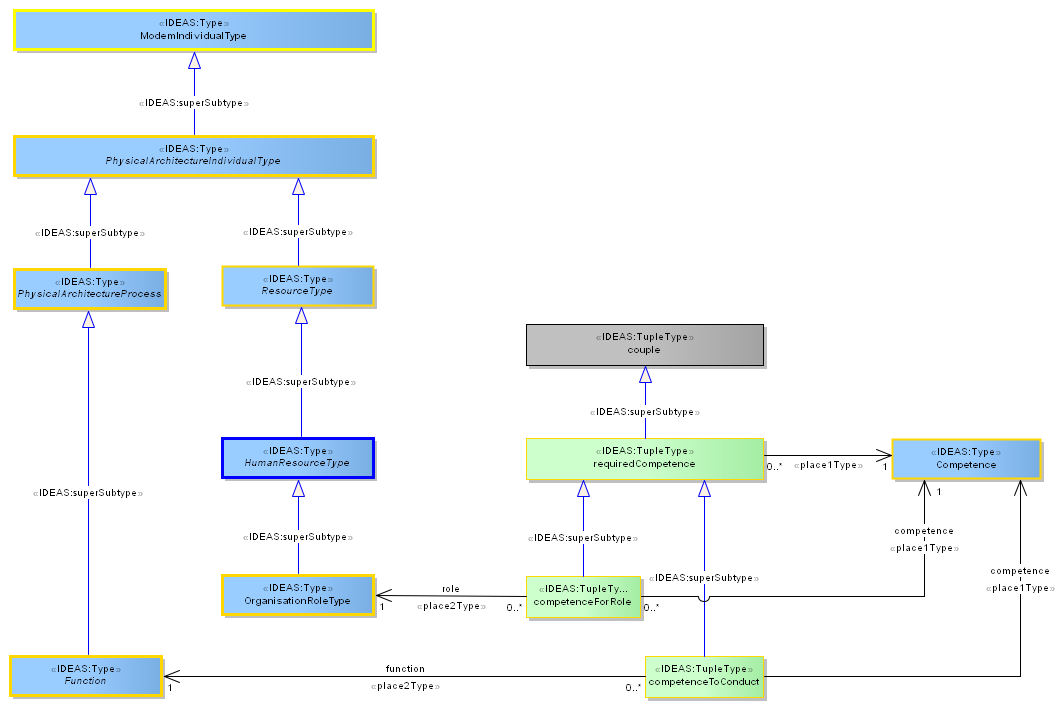 «IDEAS:Type»
ModemIndividualType
«IDEAS:superSubtype»
«IDEAS:Type»
PhysicalArchitectureIndividualType
«IDEAS:superSubtype»
«IDEAS:superSubtype»
«IDEAS:Type»
PhysicalArchitectureProcess
«IDEAS:Type»
ResourceType
«IDEAS:TupleType»
couple
«IDEAS:superSubtype»
«IDEAS:superSubtype»
«IDEAS:Type»
HumanResourceType
«IDEAS:TupleType»
requiredCompetence
0..*
«place1Type»
1
«IDEAS:Type»
Competence
«IDEAS:superSubtype»
1
competence
«place1Type»
«IDEAS:superSubtype»
«IDEAS:superSubtype»
«IDEAS:superSubtype»
competence
«place1Type»
«IDEAS:Type»
OrganisationRoleType
1
role
«place2Type»
0..*
«IDEAS:TupleTy...
competenceForRole
0..*
«IDEAS:Type»
Function
1
function
«place2Type»
0..*
«IDEAS:TupleType»
competenceToConduct